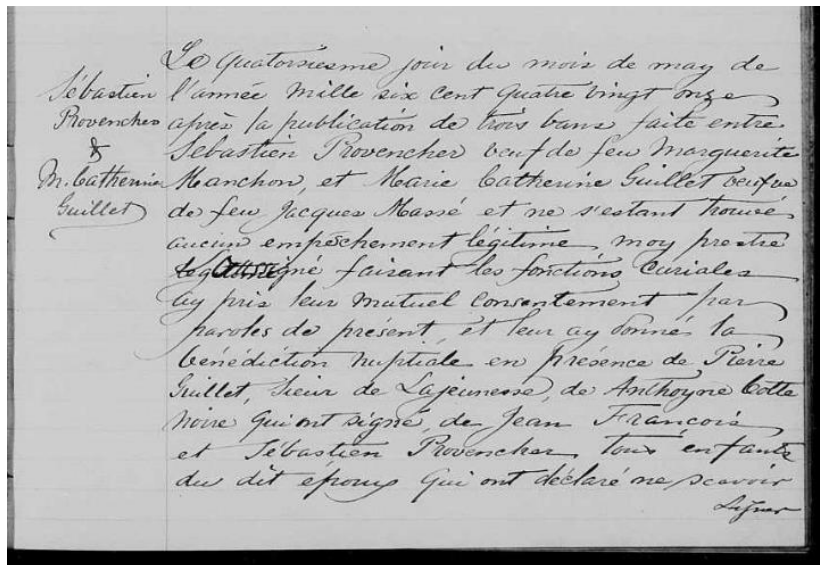 Le quatorsiesme jour du mois de may de
Sébastien
Provencher
&
M. Catherine
Guillet
l'année mille six cent quatre vingt onze
après la publication de trois bans faite entre
Sébastien Provencher veuf de feu Marguerite
Manchon, et Marie Catherine Guillet veufve
de feu Jacques Massé et ne s'estant trouvé
aucun empêchement légitime, moy prestre
soussigné faisant les fonctions curiales
ay pris leur mutuel consentement par
paroles de présent, et leur ay donné la
bénédiction nuptiale en présence de Pierre
Guillet, Sieur de Lajeunesse, de Anthoyne Cotte
noire qui ont signé, de Jean François
et Sébastien Provencher tous enfants
du dit époux qui ont déclaré ne scavoir
signer